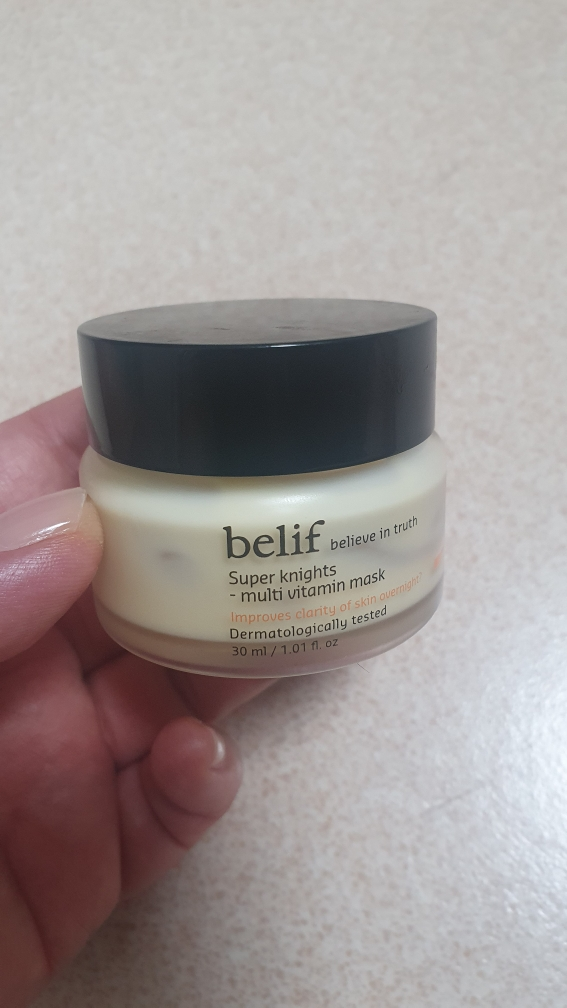 belif believe in truth
Super knights
- multi vitamin mask
Improves clarity of skin overnight!
Dermatologically tested
30 ml / 1.01 fl. oz